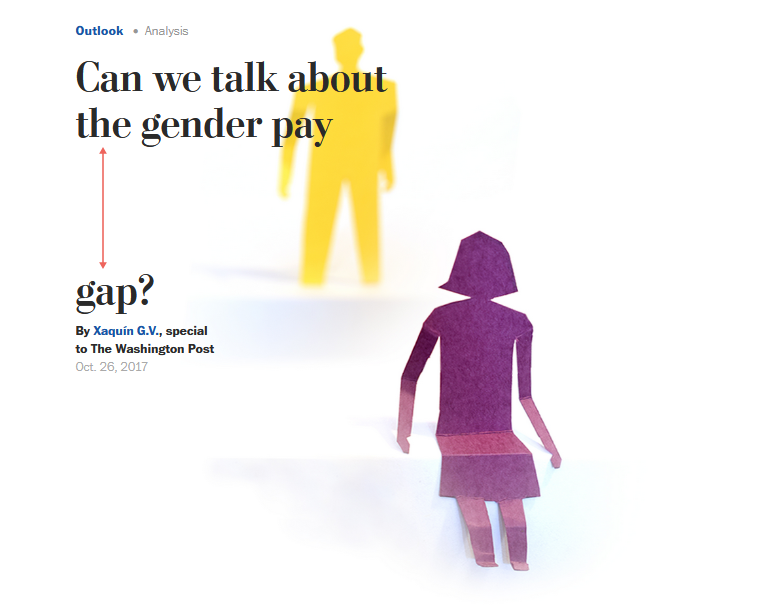 Outlook • Analysis
Can we talk about
the gender pay
gap?
By Xaquín G.V., special
to The Washington Post
Oct. 26, 2017